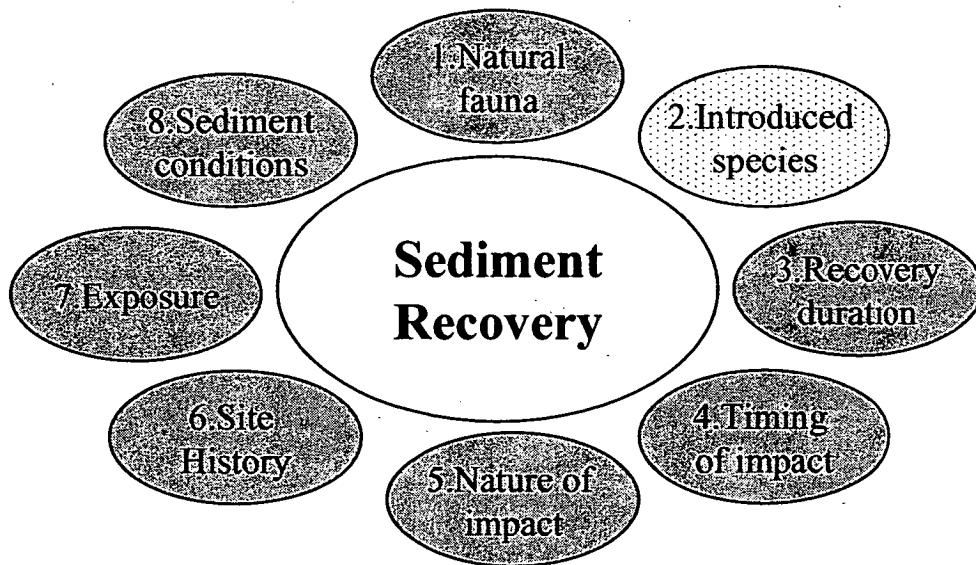 1.Natural
fauna
2.Introduced
species
3.Recovery
duration
4.Timing
of impact
5.Nature of
impact
6.Site
History
7.Exposure
8.Sediment
conditions
Sediment
Recovery